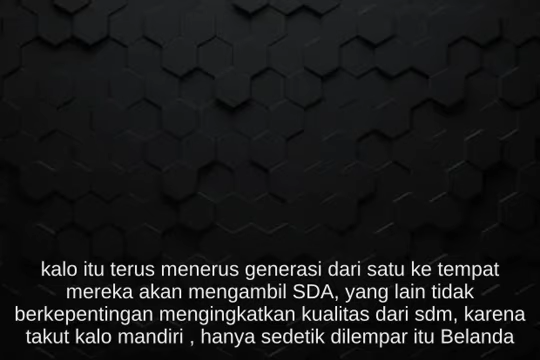 kalo itu terus menerus generasi dari satu ke tempat
mereka akan mengambil SDA, yang lain tidak
berkepentingan mengingkatkan kualitas dari sdm, karena
takut kalo mandiri , hanya sedetik dilempar itu Belanda